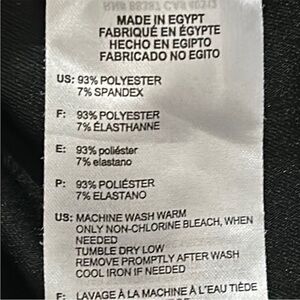 MADE IN EGYPT
FABRIQUÉ EN ÉGYPTE
HECHO EN EGIPTO
FABRICADO NO EGITO
US: 93% POLYESTER
7% SPANDEX
F: 93% POLYESTER
7% ÉLASTHANNE
E: 93% poliéster
7% elastano
P: 93% POLIÉSTER
7% ELASTANO
US: MACHINE WASH WARM
ONLY NON-CHLORINE BLEACH, WHEN
NEEDED
TUMBLE DRY LOW
REMOVE PROMPTLY AFTER WASH
COOL IRON IF NEEDED
F: LAVAGE À LA MACHINE À L'EAU TIÈDE